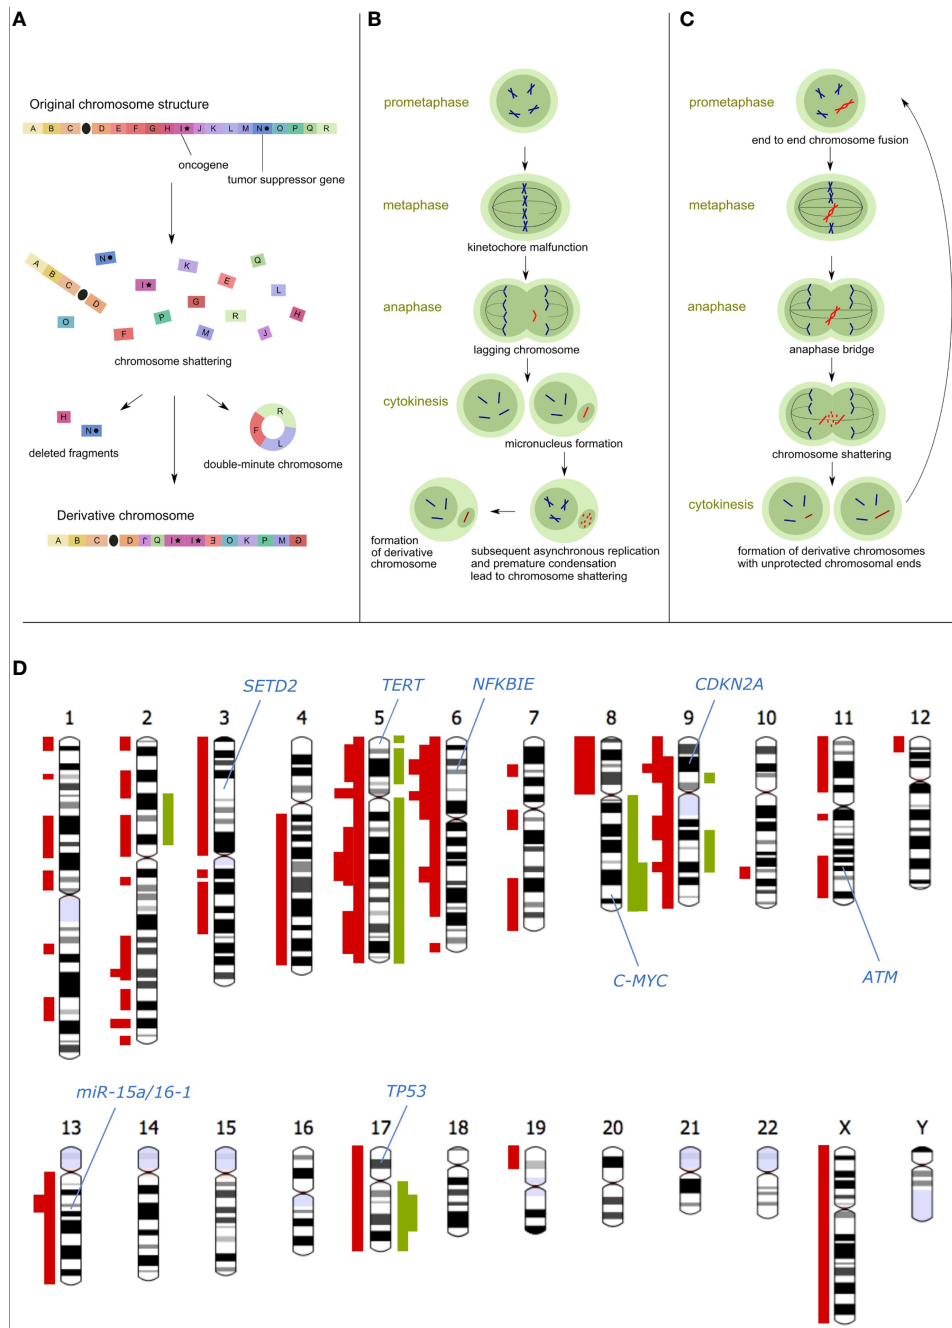 A
Original chromosome structure
A B C D E F G H I★ J K L M N● O P Q R
oncogene
tumor suppressor gene
A B C D
N●
K
Q
I★
E
L
G
H
O
P
R
F
M
J
chromosome shattering
H
N●
deleted fragments
R
F
L
double-minute chromosome
Derivative chromosome
A B C D J Q I★ I★ E O K P M G
B
prometaphase
metaphase
kinetochore malfunction
anaphase
lagging chromosome
cytokinesis
micronucleus formation
formation
of derivative
chromosome
subsequent asynchronous replication
and premature condensation
lead to chromosome shattering
C
prometaphase
end to end chromosome fusion
metaphase
anaphase
anaphase bridge
chromosome shattering
cytokinesis
formation of derivative chromosomes
with unprotected chromosomal ends
D
SETD2 TERT NFKBIE CDKN2A
1 2 3 4 5 6 7 8 9 10 11 12
C-MYC ATM
miR-15a/16-1 TP53
13 14 15 16 17 18 19 20 21 22 X Y